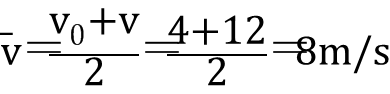 v̄ = (v₀ + v)/2 = (4 + 12)/2 = 8m/s